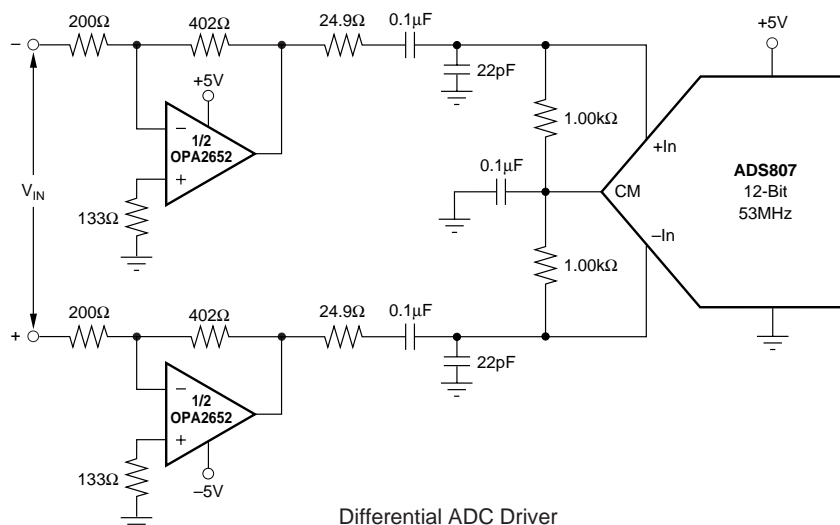 200Ω
402Ω
24.9Ω
0.1µF
–
+5V
22pF
+5V
–
1/2
OPA2652
+
1.00kΩ
+In
ADS807
12-Bit
53MHz
0.1µF
CM
VIN
133Ω
–In
1.00kΩ
200Ω
402Ω
24.9Ω
0.1µF
+
22pF
–
1/2
OPA2652
+
133Ω
–5V
Differential ADC Driver